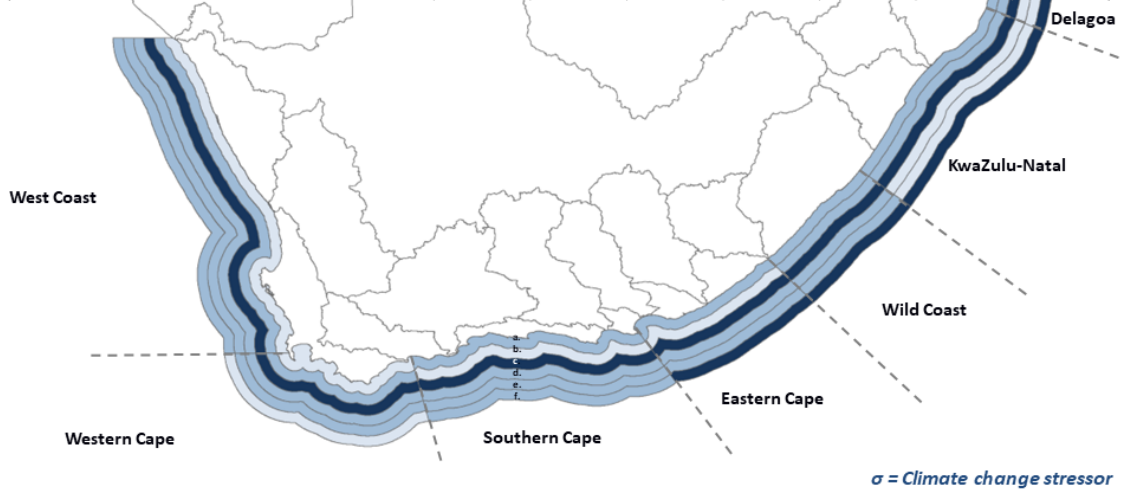 Delagoa
KwaZulu-Natal
West Coast
Wild Coast
a.
b.
c
d.
e.
f.
Eastern Cape
Southern Cape
Western Cape
σ = Climate change stressor